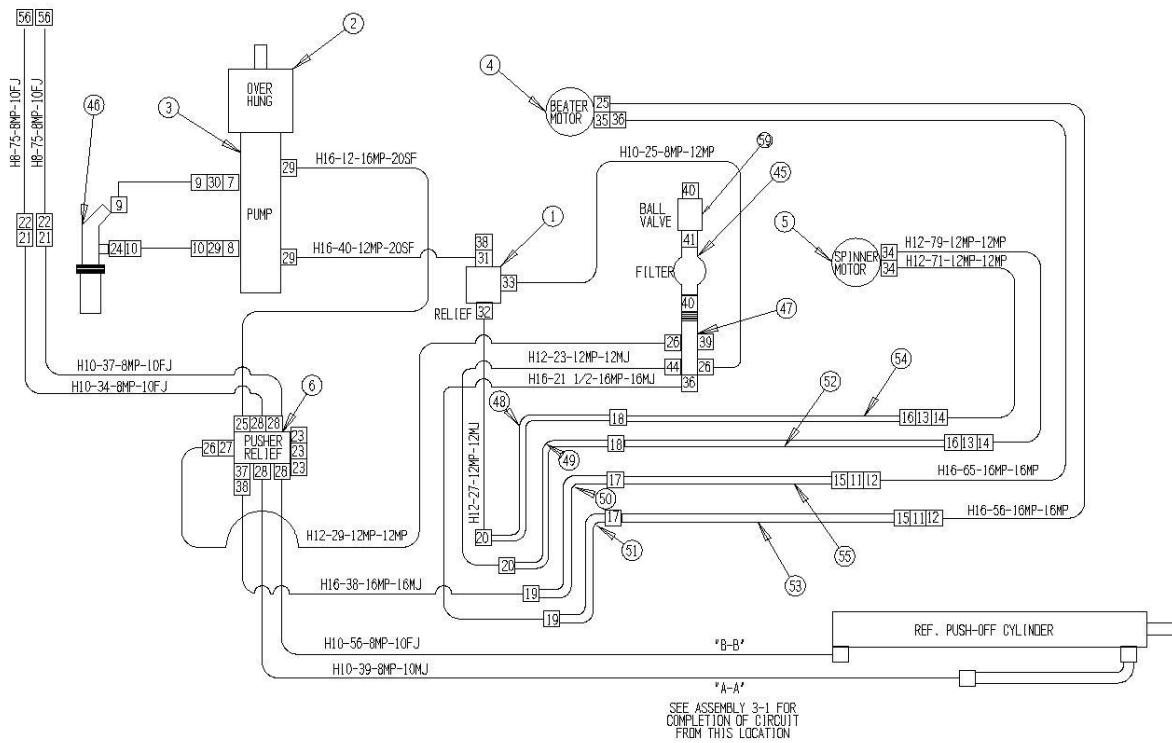 56 56
2
4
46
3
OVER
HUNG
H8-75-8MP-10FJ
H8-75-8MP-10FJ
BEATER
MOTOR
25
35 36
59
45
29
H16-12-16MP-20SF
H10-25-8MP-12MP
9 30 7
9
40
BALL
VALVE
1
5
PUMP
22 22
21 21
24 10
10 29 8
38
31
41
SPINNER
MOTOR
34
34
H12-79-12MP-12MP
H12-71-12MP-12MP
29
H16-40-12MP-20SF
FILTER
33
40
RELIEF
32
47
26 39
H10-37-8MP-10FJ
H12-23-12MP-12MJ
44 26
54
H10-34-8MP-10FJ
H16-21 1/2-16MP-16MJ
36
6
52
48
25 28 28
18
16 13 14
26 27
PUSHER
RELIEF
23
23
23
18
16 13 14
49
37 28 28
38
H12-27-12MP-12MJ
17
15 11 12
H16-65-16MP-16MP
50
17
15 11 12
H16-56-16MP-16MP
H12-29-12MP-12MP
20
51
55
20
53
H16-38-16MP-16MJ
19
19
REF. PUSH-OFF CYLINDER
H10-56-8MP-10FJ
"B-B"
H10-39-8MP-10MJ
"A-A"
SEE ASSEMBLY 3-1 FOR
COMPLETION OF CIRCUIT
FROM THIS LOCATION